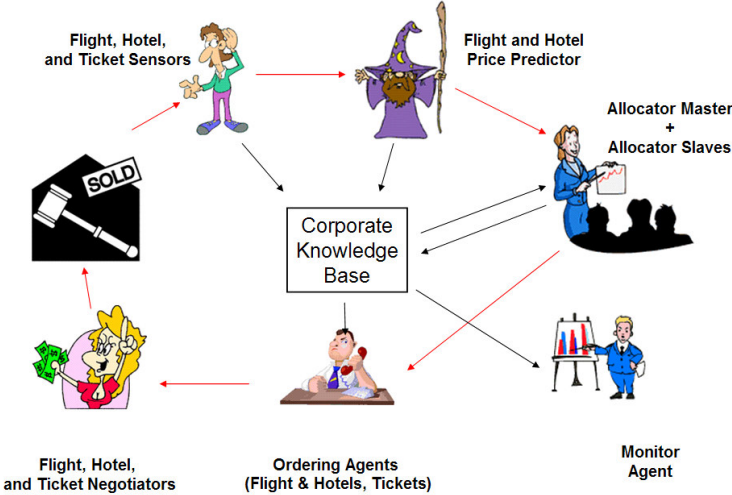 Flight, Hotel,
and Ticket Sensors
Flight and Hotel
Price Predictor
Allocator Master
+
Allocator Slaves
SOLD
Corporate
Knowledge
Base
Flight, Hotel,
and Ticket Negotiators
Ordering Agents
(Flight & Hotels, Tickets)
Monitor
Agent